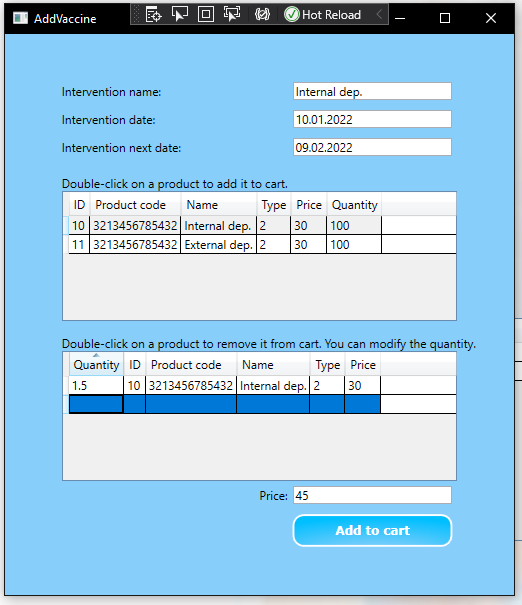 AddVaccine
Hot Reload
Intervention name: Internal dep.
Intervention date: 10.01.2022
Intervention next date: 09.02.2022
Double-click on a product to add it to cart.
ID Product code Name Type Price Quantity
10 3213456785432 Internal dep. 2 30 100
11 3213456785432 External dep. 2 30 100
Double-click on a product to remove it from cart. You can modify the quantity.
Quantity ID Product code Name Type Price
1.5 10 3213456785432 Internal dep. 2 30
Price: 45
Add to cart